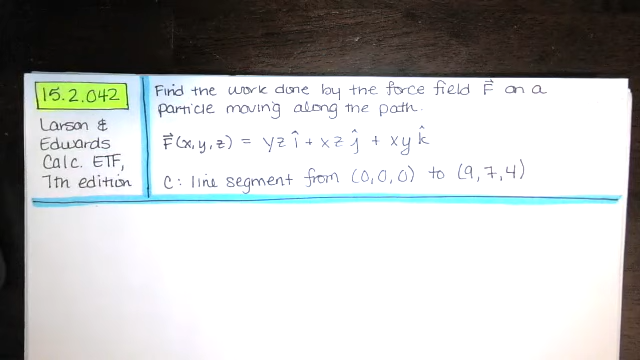 15.2.042
Larson &
Edwards
Calc. ETF,
7th edition
Find the work done by the force field F⃗ on a
particle moving along the path.
F⃗(x,y,z) = yz î + xz ĵ + xy k̂
C: line segment from (0,0,0) to (9,7,4)